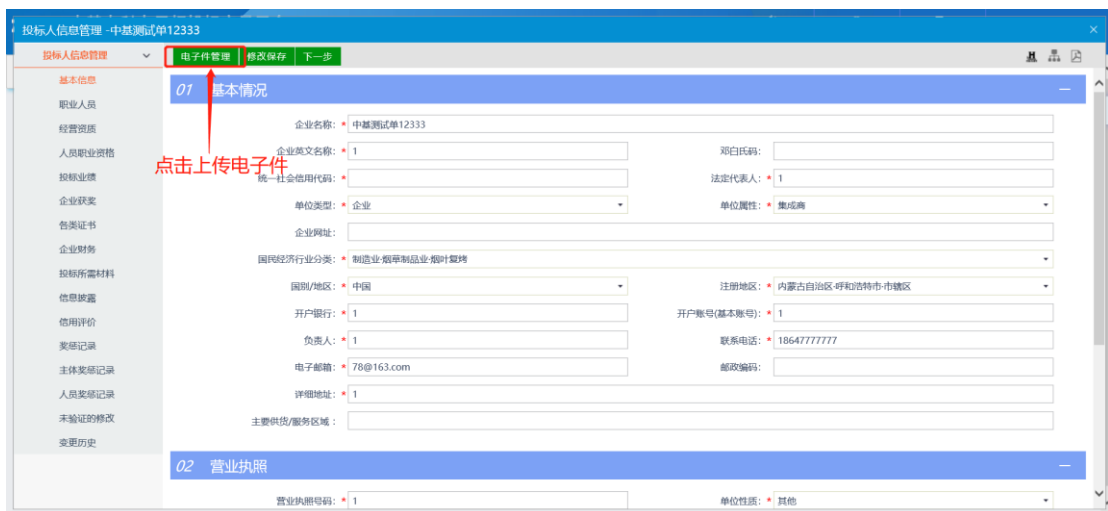 投标人信息管理 -中基测试单12333
投标人信息管理
电子件管理 修改保存 下一步
基本信息
职业人员
经营资质
人员职业资格
投标业绩
企业获奖
各类证书
企业财务
投标所需材料
信息披露
信用评价
奖惩记录
主体奖惩记录
人员奖惩记录
未验证的修改
变更历史
01 基本情况
点击上传电子件
企业名称: * 中基测试单12333
企业英文名称: * 1 邓白氏码:
统一社会信用代码: * 法定代表人: * 1
单位类型: * 企业 单位属性: * 集成商
企业网址:
国民经济行业分类: * 制造业·烟草制品业·烟叶复烤
国别/地区: * 中国 注册地区: * 内蒙古自治区·呼和浩特市·市辖区
开户银行: * 1 开户账号(基本账号): * 1
负责人: * 1 联系电话: * 18647777777
电子邮箱: * 78@163.com 邮政编码:
详细地址: * 1
主要供货/服务区域 :
02 营业执照
营业执照号码: * 1 单位性质: * 其他